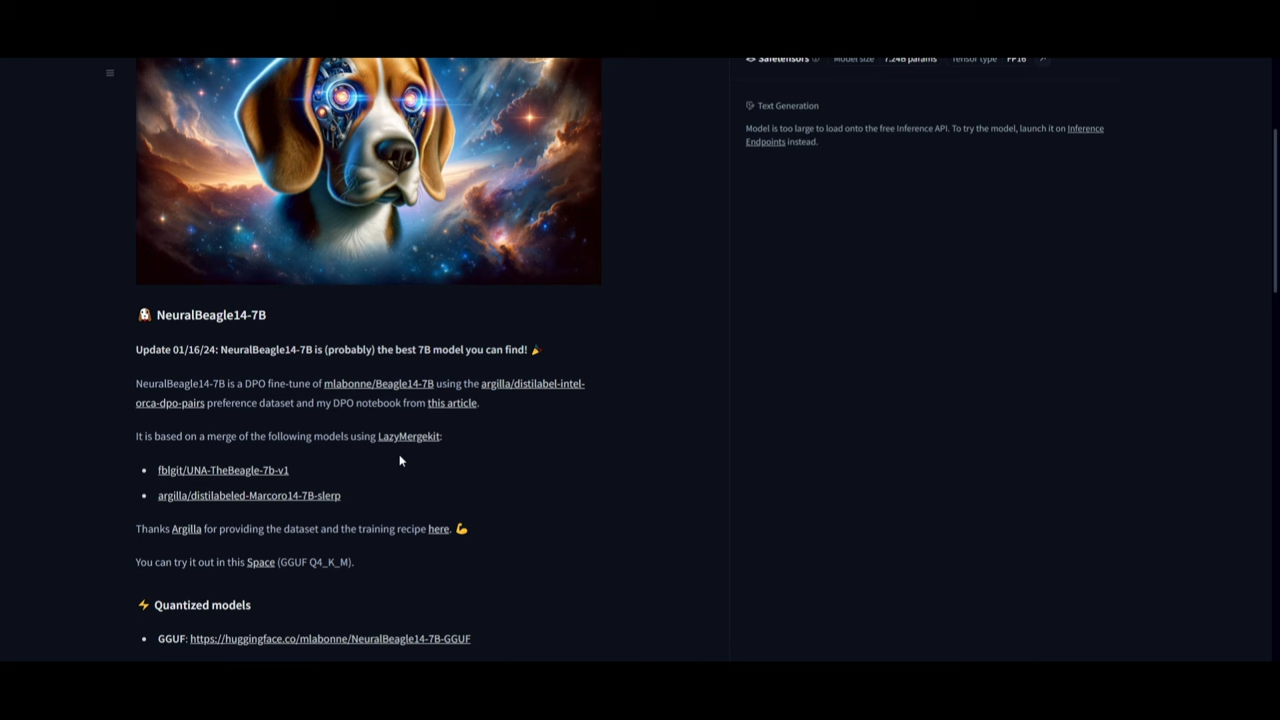 Safetensors Model size 7.24B params Tensor type FP16
Text Generation
Model is too large to load onto the free Inference API. To try the model, launch it on Inference
Endpoints instead.
NeuralBeagle14-7B
Update 01/16/24: NeuralBeagle14-7B is (probably) the best 7B model you can find! 🎉
NeuralBeagle14-7B is a DPO fine-tune of mlabonne/Beagle14-7B using the argilla/distilabel-intel-
orca-dpo-pairs preference dataset and my DPO notebook from this article.
It is based on a merge of the following models using LazyMergekit:
• fblgit/UNA-TheBeagle-7b-v1
• argilla/distilabeled-Marcoro14-7B-slerp
Thanks Argilla for providing the dataset and the training recipe here. 💪
You can try it out in this Space (GGUF Q4_K_M).
⚡ Quantized models
• GGUF: https://huggingface.co/mlabonne/NeuralBeagle14-7B-GGUF